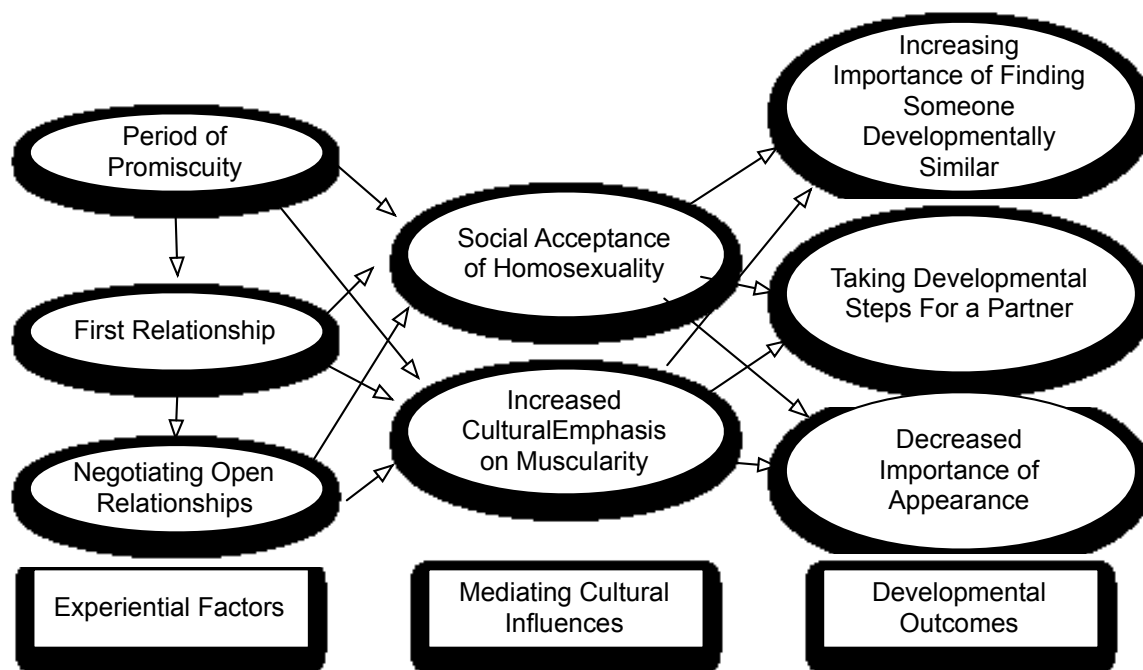 Period of
Promiscuity
First Relationship
Negotiating Open
Relationships
Experiential Factors
Social Acceptance
of Homosexuality
Increased
CulturalEmphasis
on Muscularity
Mediating Cultural
Influences
Increasing
Importance of Finding
Someone
Developmentally
Similar
Taking Developmental
Steps For a Partner
Decreased
Importance of
Appearance
Developmental
Outcomes